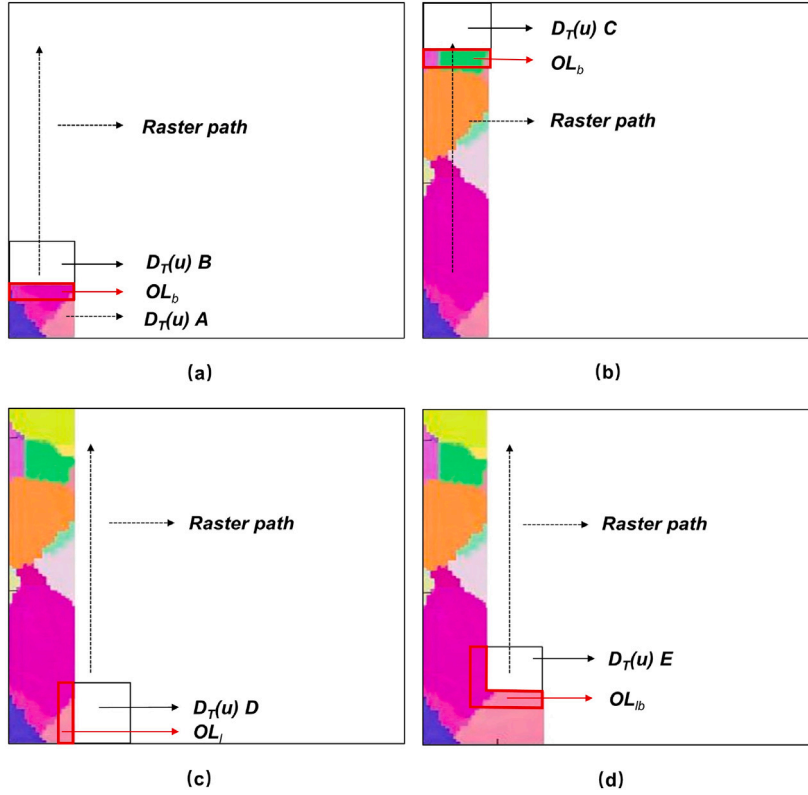 D_T(u) C
OL_b
Raster path
Raster path
D_T(u) B
OL_b
D_T(u) A
(a)
(b)
Raster path
Raster path
D_T(u) E
D_T(u) D
OL_lb
OL_l
(c)
(d)